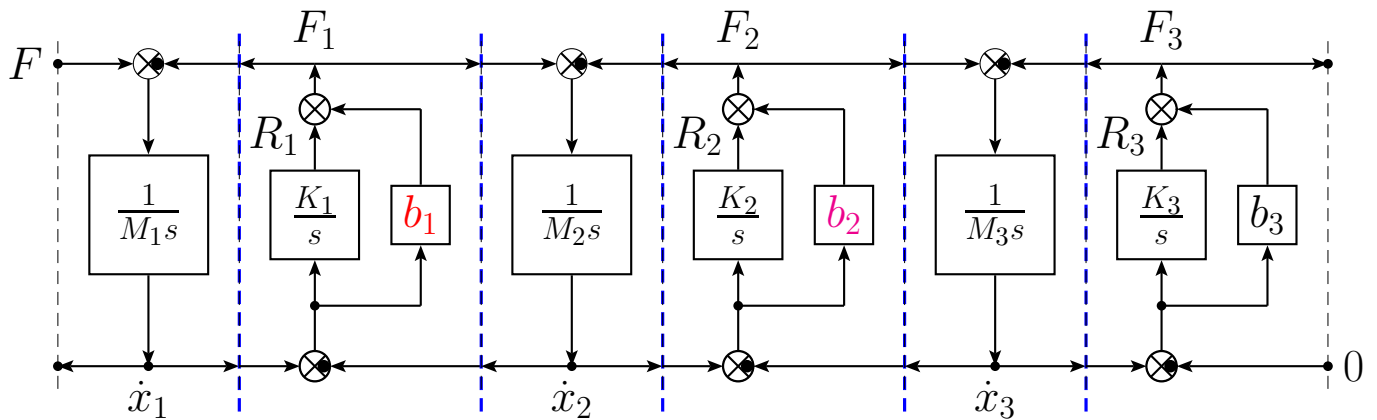 F F₁ F₂ F₃
R₁ R₂ R₃
1/(M₁s) K₁/s b₁ 1/(M₂s) K₂/s b₂ 1/(M₃s) K₃/s b₃
ẋ₁ ẋ₂ ẋ₃ 0